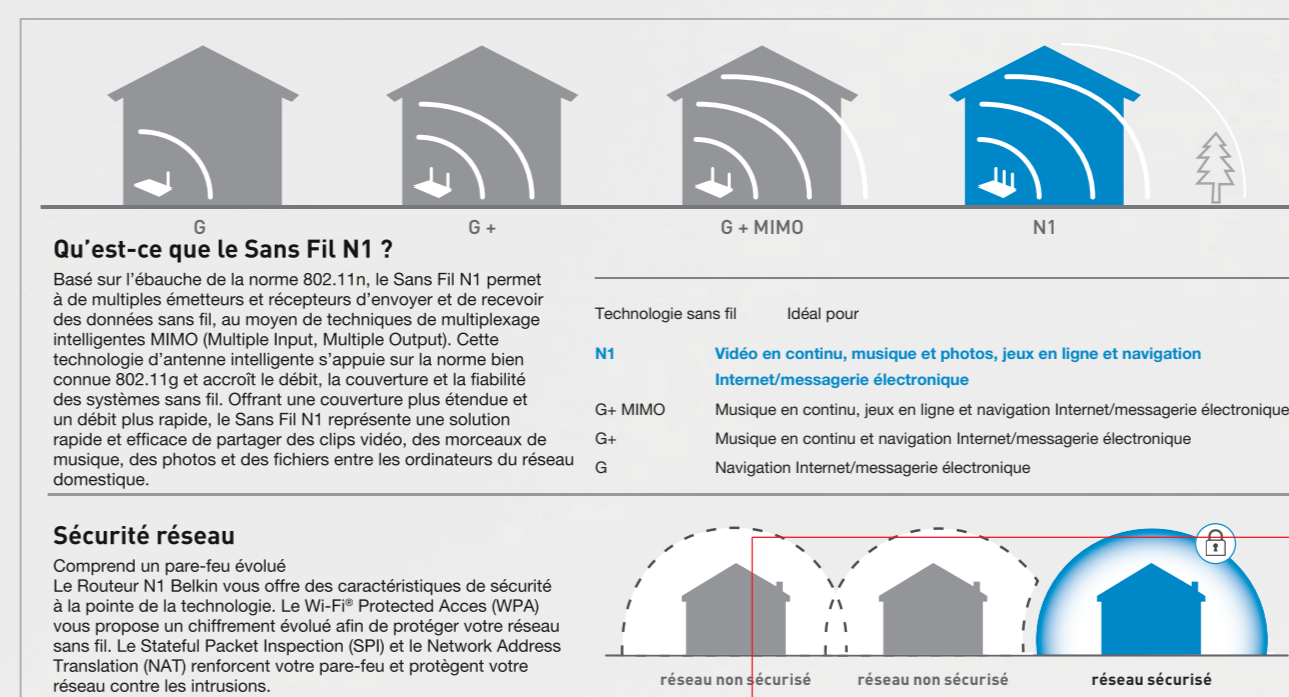 G
G +
G + MIMO
N1
Qu’est-ce que le Sans Fil N1 ?
Basé sur l’ébauche de la norme 802.11n, le Sans Fil N1 permet
à de multiples émetteurs et récepteurs d’envoyer et de recevoir
des données sans fil, au moyen de techniques de multiplexage
intelligentes MIMO (Multiple Input, Multiple Output). Cette
technologie d’antenne intelligente s’appuie sur la norme bien
connue 802.11g et accroît le débit, la couverture et la fiabilité
des systèmes sans fil. Offrant une couverture plus étendue et
un débit plus rapide, le Sans Fil N1 représente une solution
rapide et efficace de partager des clips vidéo, des morceaux de
musique, des photos et des fichiers entre les ordinateurs du réseau
domestique.
Technologie sans fil Idéal pour
N1 Vidéo en continu, musique et photos, jeux en ligne et navigation
Internet/messagerie électronique
G+ MIMO Musique en continu, jeux en ligne et navigation Internet/messagerie électronique
G+ Musique en continu et navigation Internet/messagerie électronique
G Navigation Internet/messagerie électronique
Sécurité réseau
Comprend un pare-feu évolué
Le Routeur N1 Belkin vous offre des caractéristiques de sécurité
à la pointe de la technologie. Le Wi-Fi® Protected Acces (WPA)
vous propose un chiffrement évolué afin de protéger votre réseau
sans fil. Le Stateful Packet Inspection (SPI) et le Network Address
Translation (NAT) renforcent votre pare-feu et protègent votre
réseau contre les intrusions.
réseau non sécurisé
réseau non sécurisé
réseau sécurisé